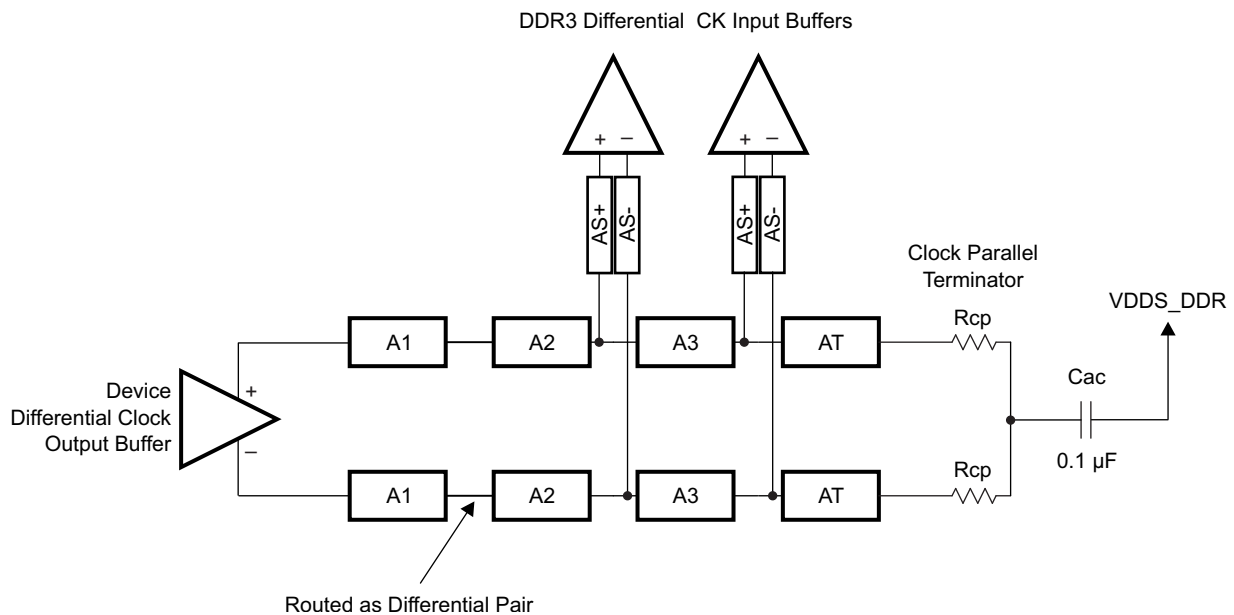 DDR3 Differential CK Input Buffers
+ − + −
AS+ AS- AS+ AS-
Clock Parallel
Terminator
VDDS_DDR
Rcp
A1 A2 A3 AT
Cac
Device
Differential Clock
Output Buffer
+
−
0.1 µF
Rcp
A1 A2 A3 AT
Routed as Differential Pair